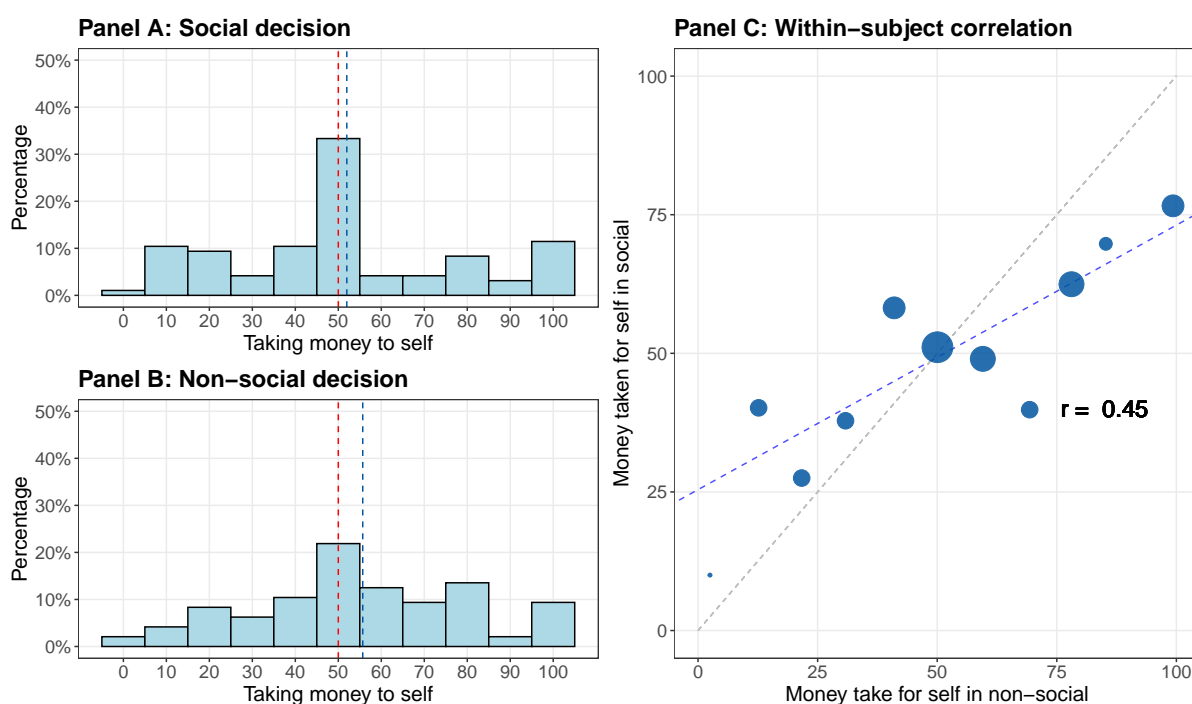 Panel A: Social decision
50%
40%
30%
20%
10%
0%
Percentage
0 10 20 30 40 50 60 70 80 90 100
Taking money to self
Panel B: Non−social decision
50%
40%
30%
20%
10%
0%
Percentage
0 10 20 30 40 50 60 70 80 90 100
Taking money to self
Panel C: Within−subject correlation
100
75
50
25
0
Money taken for self in social
r = 0.45
0 25 50 75 100
Money take for self in non−social